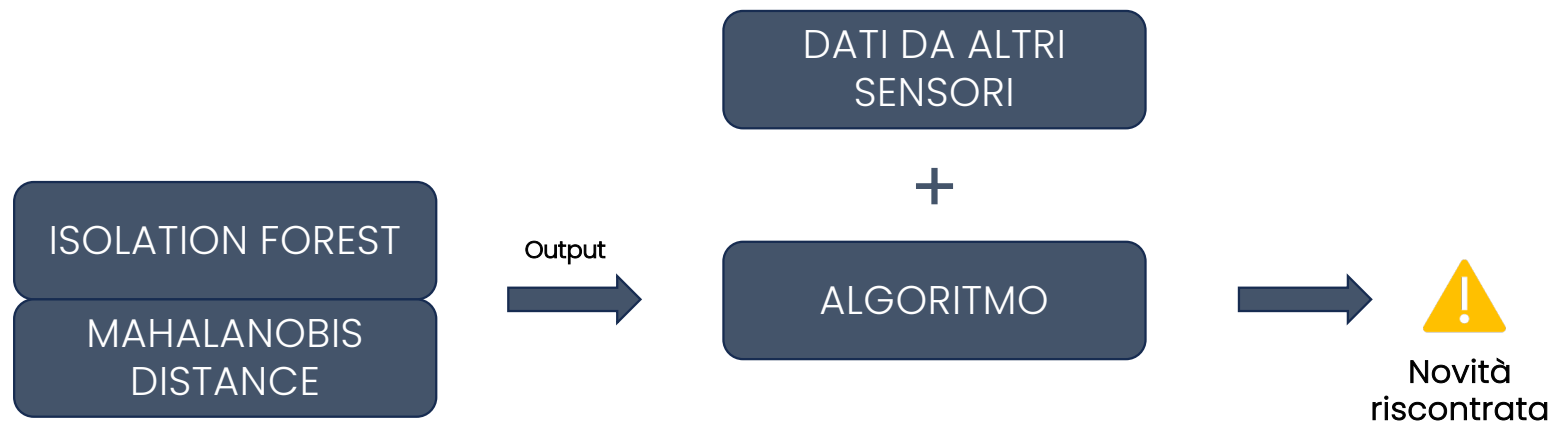 ISOLATION FOREST
MAHALANOBIS
DISTANCE
Output
DATI DA ALTRI
SENSORI
+
ALGORITMO
Novità
riscontrata